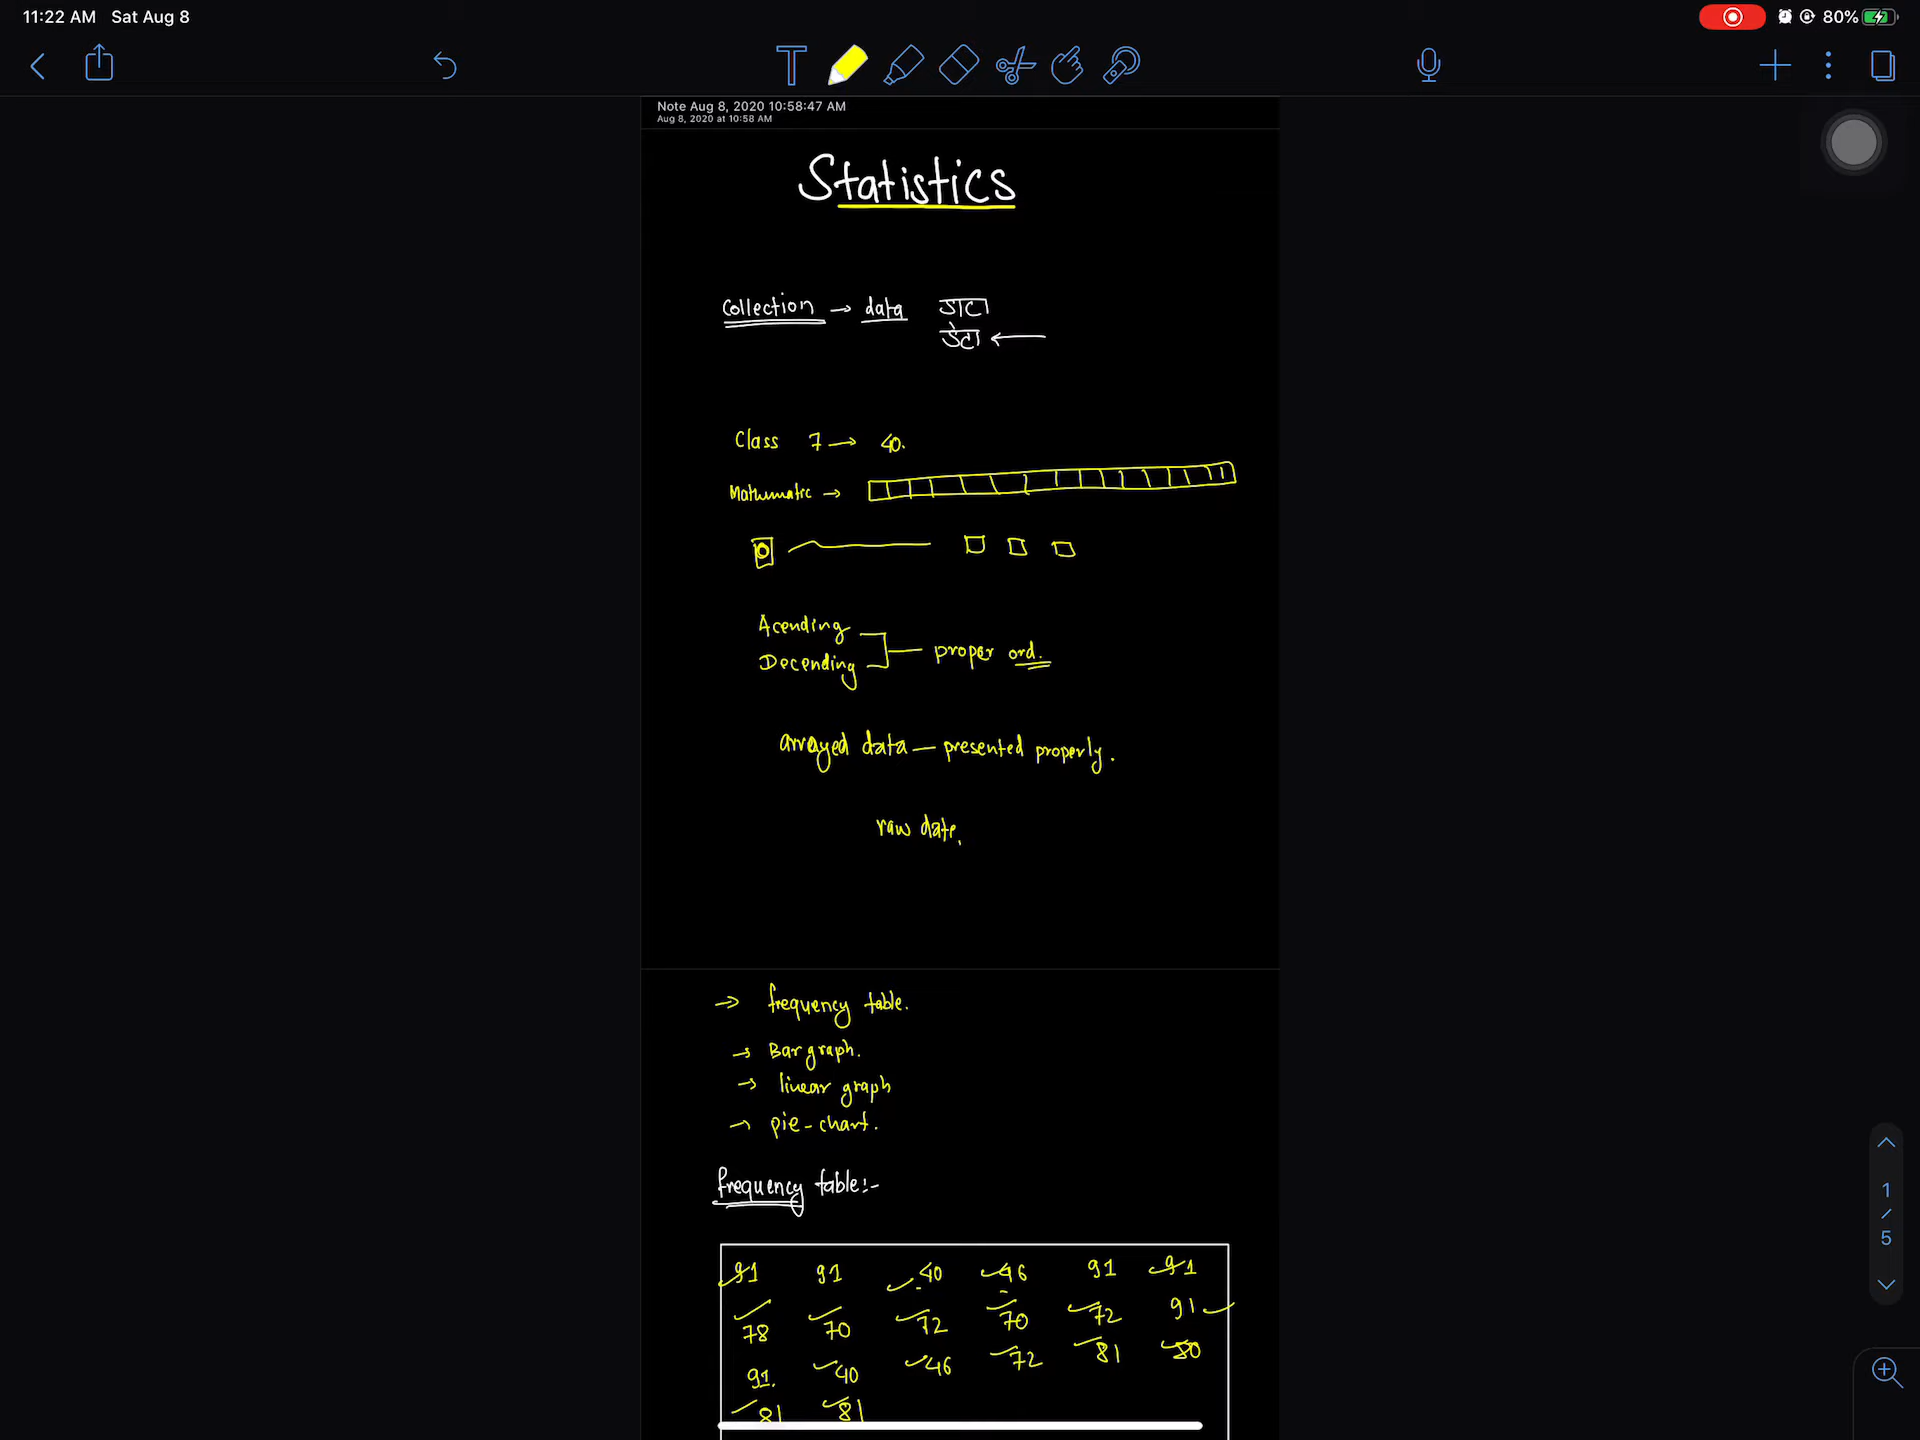 11:22 AM Sat Aug 8
80%
Note Aug 8, 2020 10:58:47 AM
Aug 8, 2020 at 10:58 AM
Statistics
Collection → data डाटा
डेटा ←
Class 7 → 40.
Mathematic →
Acending
Decending
proper ord.
arrayed data — presented properly.
raw date.
→ frequency table.
→ Bar graph.
→ linear graph
→ pie-chart.
frequency table:-
91 91 40 46 91 91
78 70 72 70 72 91
91. 40 46 72 81 80
81 81
1
/
5